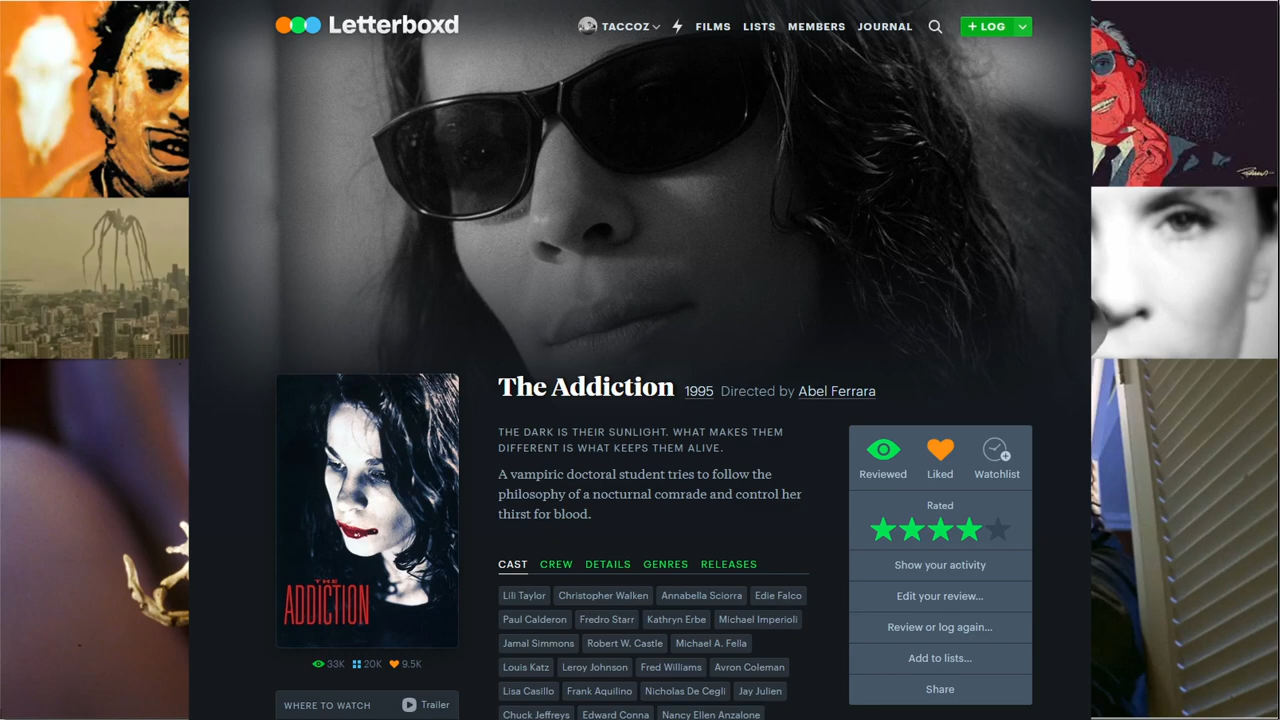 Letterboxd
TACCOZ FILMS LISTS MEMBERS JOURNAL + LOG
The Addiction 1995 Directed by Abel Ferrara
THE DARK IS THEIR SUNLIGHT. WHAT MAKES THEM
DIFFERENT IS WHAT KEEPS THEM ALIVE.
A vampiric doctoral student tries to follow the
philosophy of a nocturnal comrade and control her
thirst for blood.
CAST CREW DETAILS GENRES RELEASES
Lili Taylor Christopher Walken Annabella Sciorra Edie Falco
Paul Calderon Fredro Starr Kathryn Erbe Michael Imperioli
Jamal Simmons Robert W. Castle Michael A. Fella
Louis Katz Leroy Johnson Fred Williams Avron Coleman
Lisa Casillo Frank Aquilino Nicholas De Cegli Jay Julien
Chuck Jeffreys Edward Conna Nancy Ellen Anzalone
THE
ADDICTION
33K 20K 9.5K
WHERE TO WATCH Trailer
Reviewed Liked Watchlist
Rated
Show your activity
Edit your review...
Review or log again...
Add to lists...
Share